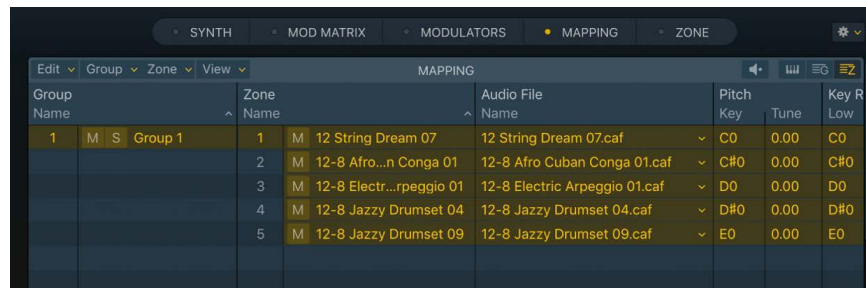 SYNTH MOD MATRIX MODULATORS MAPPING ZONE
Edit Group Zone View MAPPING G Z
Group Zone Audio File Pitch Key R
Name Name Name Key Tune Low
1 M S Group 1 1 M 12 String Dream 07 12 String Dream 07.caf C0 0.00 C0
2 M 12-8 Afro...n Conga 01 12-8 Afro Cuban Conga 01.caf C#0 0.00 C#0
3 M 12-8 Electr...rpeggio 01 12-8 Electric Arpeggio 01.caf D0 0.00 D0
4 M 12-8 Jazzy Drumset 04 12-8 Jazzy Drumset 04.caf D#0 0.00 D#0
5 M 12-8 Jazzy Drumset 09 12-8 Jazzy Drumset 09.caf E0 0.00 E0